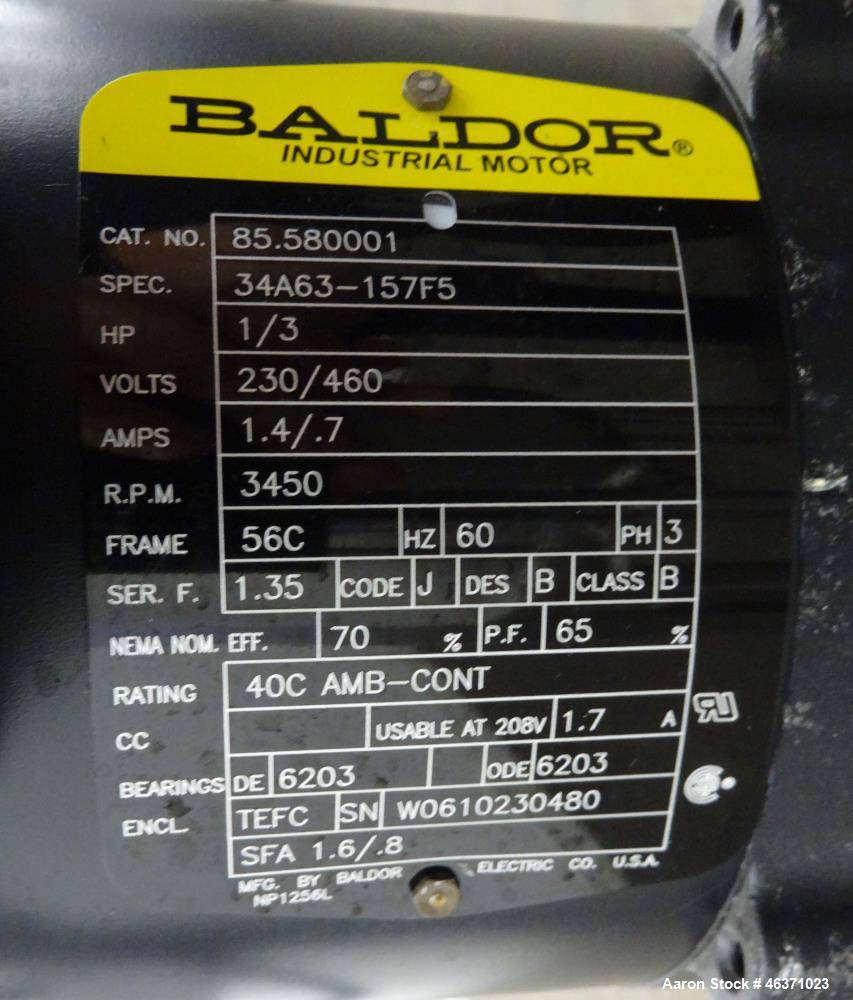 BALDOR®
INDUSTRIAL MOTOR
CAT. NO. 85.580001
SPEC. 34A63-157F5
HP 1/3
VOLTS 230/460
AMPS 1.4/.7
R.P.M. 3450
FRAME 56C HZ 60 PH 3
SER. F. 1.35 CODE J DES B CLASS B
NEMA NOM. EFF. 70 % P.F. 65 %
RATING 40C AMB-CONT
CC USABLE AT 208V 1.7 A
BEARINGS DE 6203 ODE 6203
ENCL. TEFC SN W0610230480
SFA 1.6/.8
MFG. BY BALDOR ELECTRIC CO. U.S.A.
NP1256L
Aaron Stock # 46371023